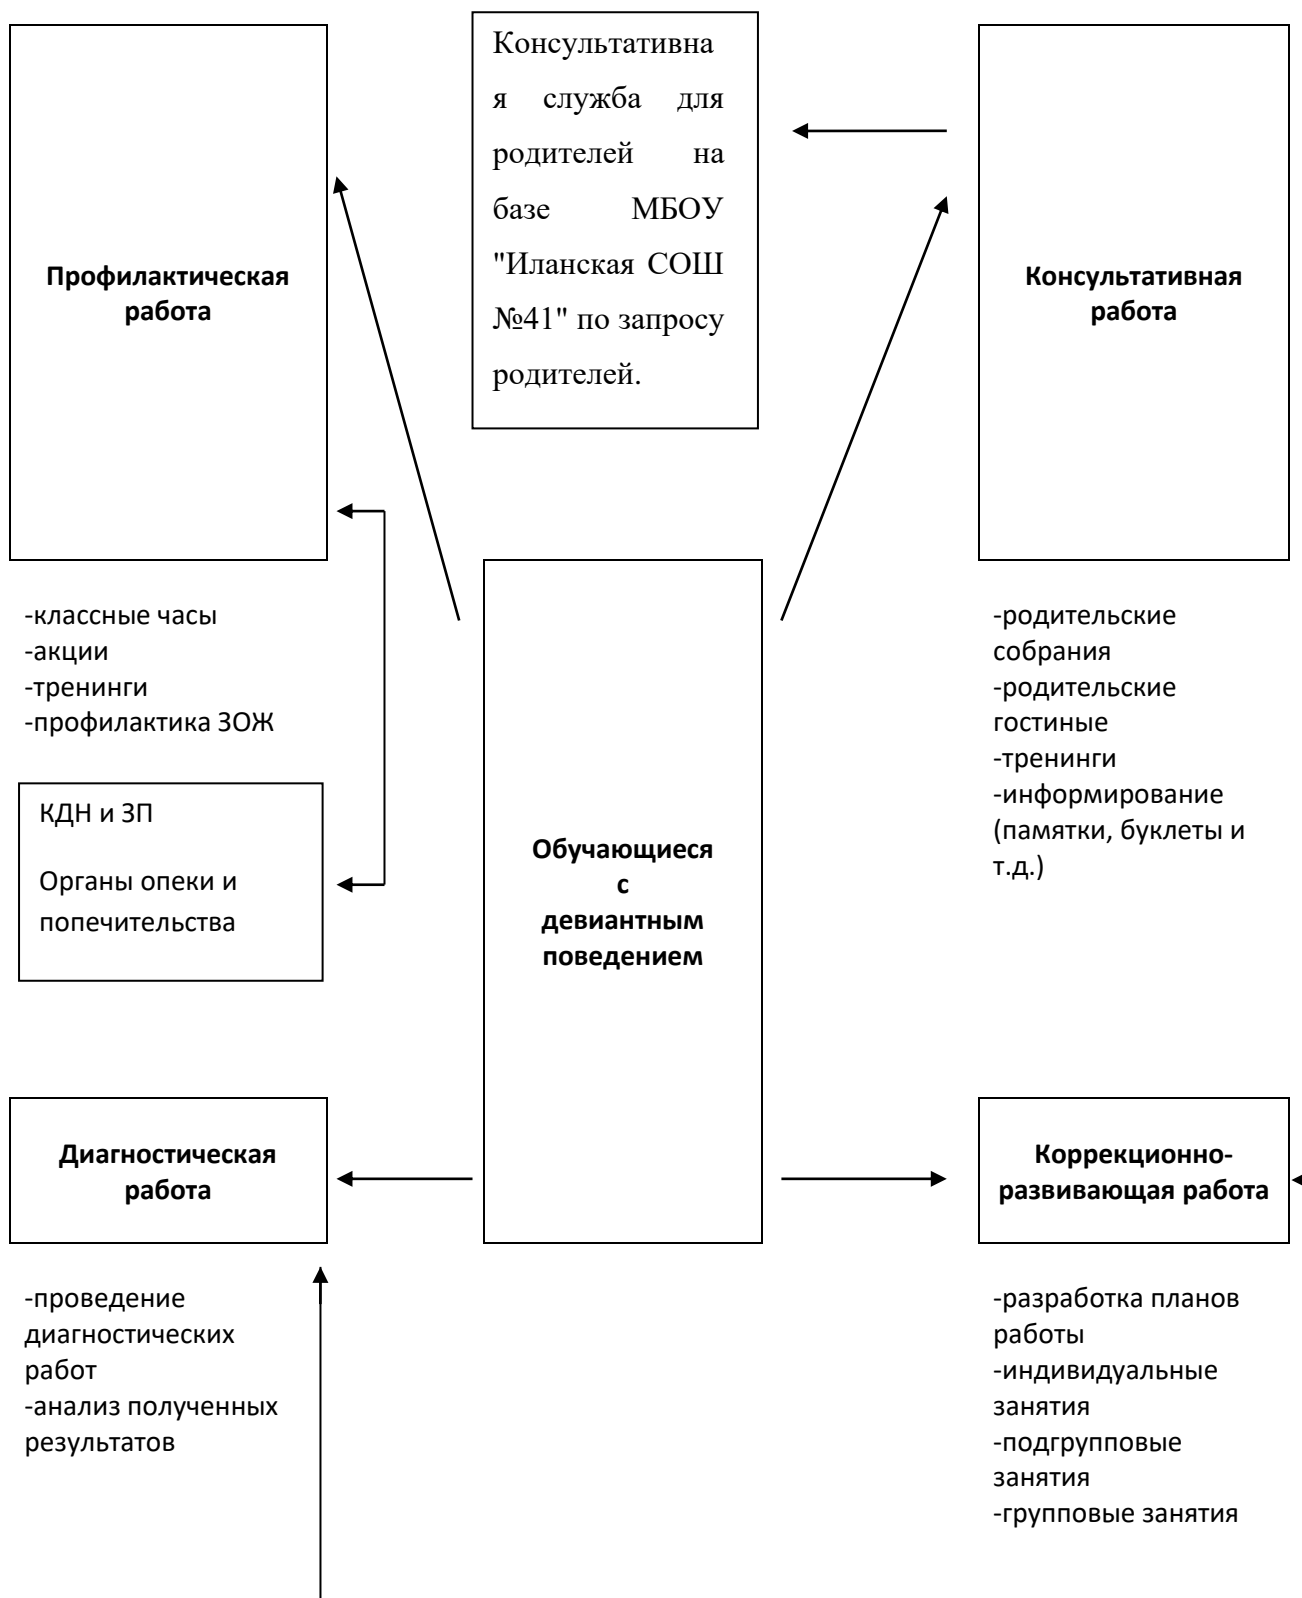 Консультативна
я служба для
родителей на
базе МБОУ
"Иланская СОШ
№41" по запросу
родителей.
Профилактическая
работа
Консультативная
работа
-классные часы
-акции
-тренинги
-профилактика ЗОЖ
КДН и ЗП
Органы опеки и
попечительства
Обучающиеся
с
девиантным
поведением
-родительские
собрания
-родительские
гостиные
-тренинги
-информирование
(памятки, буклеты и
т.д.)
Диагностическая
работа
Коррекционно-
развивающая работа
-проведение
диагностических
работ
-анализ полученных
результатов
-разработка планов
работы
-индивидуальные
занятия
-подгрупповые
занятия
-групповые занятия